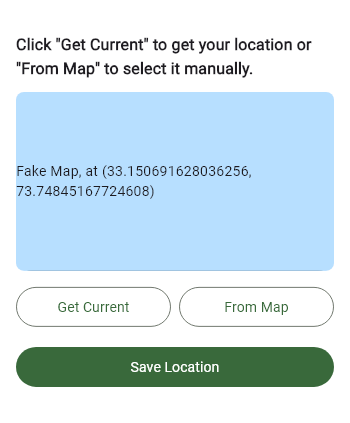 Click "Get Current" to get your location or
"From Map" to select it manually.
Fake Map, at (33.150691628036256,
73.74845167724608)
Get Current
From Map
Save Location